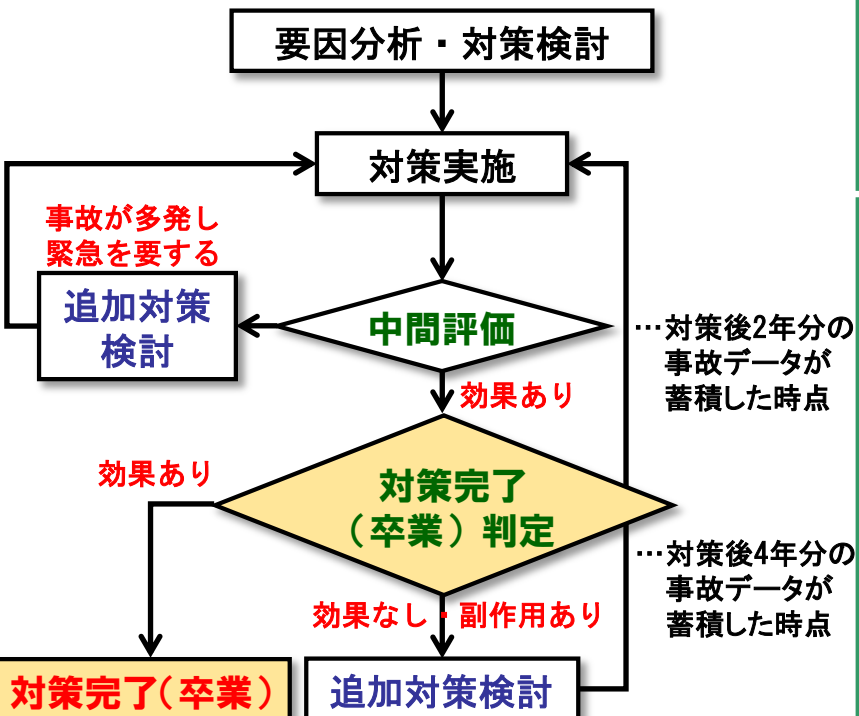 要因分析・対策検討
対策実施
事故が多発し
緊急を要する
追加対策
検討
中間評価
…対策後2年分の
事故データが
蓄積した時点
効果あり
効果あり
対策完了
（卒業）判定
…対策後4年分の
事故データが
蓄積した時点
効果なし・副作用あり
対策完了(卒業)
追加対策検討